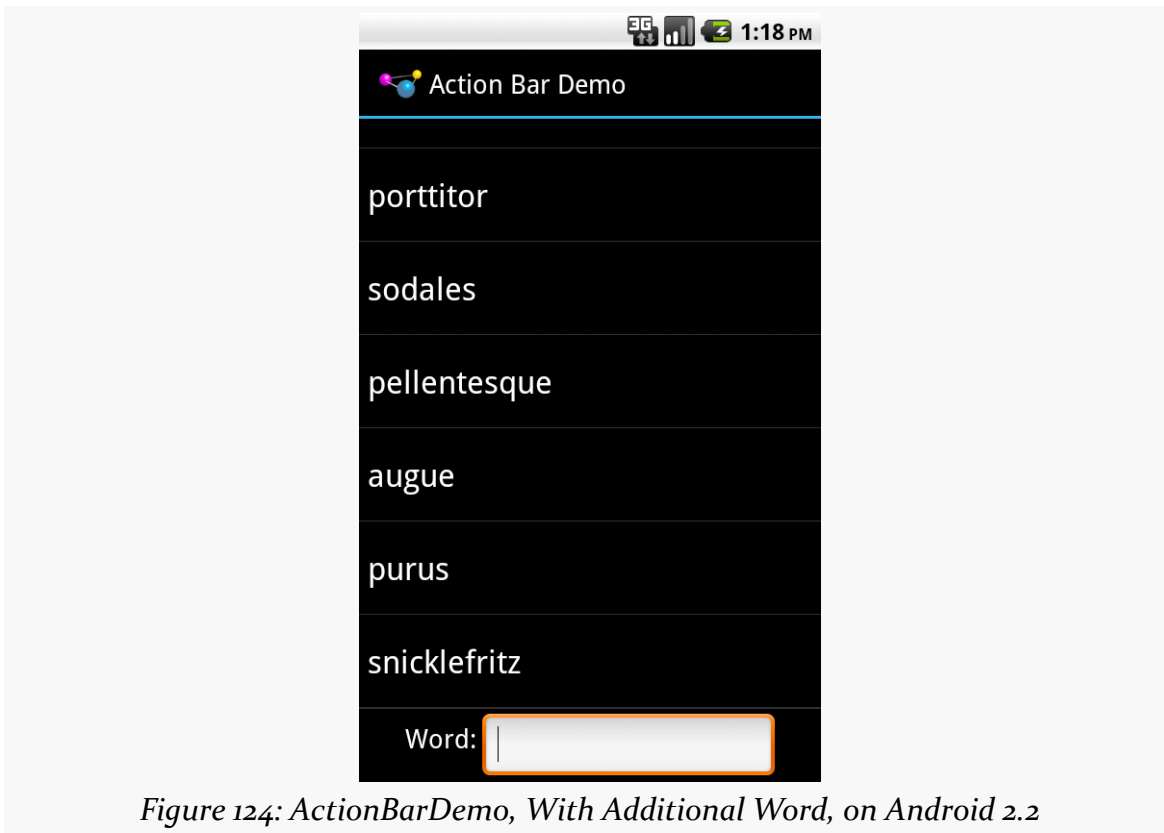 3G 1:18 PM
Action Bar Demo
porttitor
sodales
pellentesque
augue
purus
snicklefritz
Word:
Figure 124: ActionBarDemo, With Additional Word, on Android 2.2